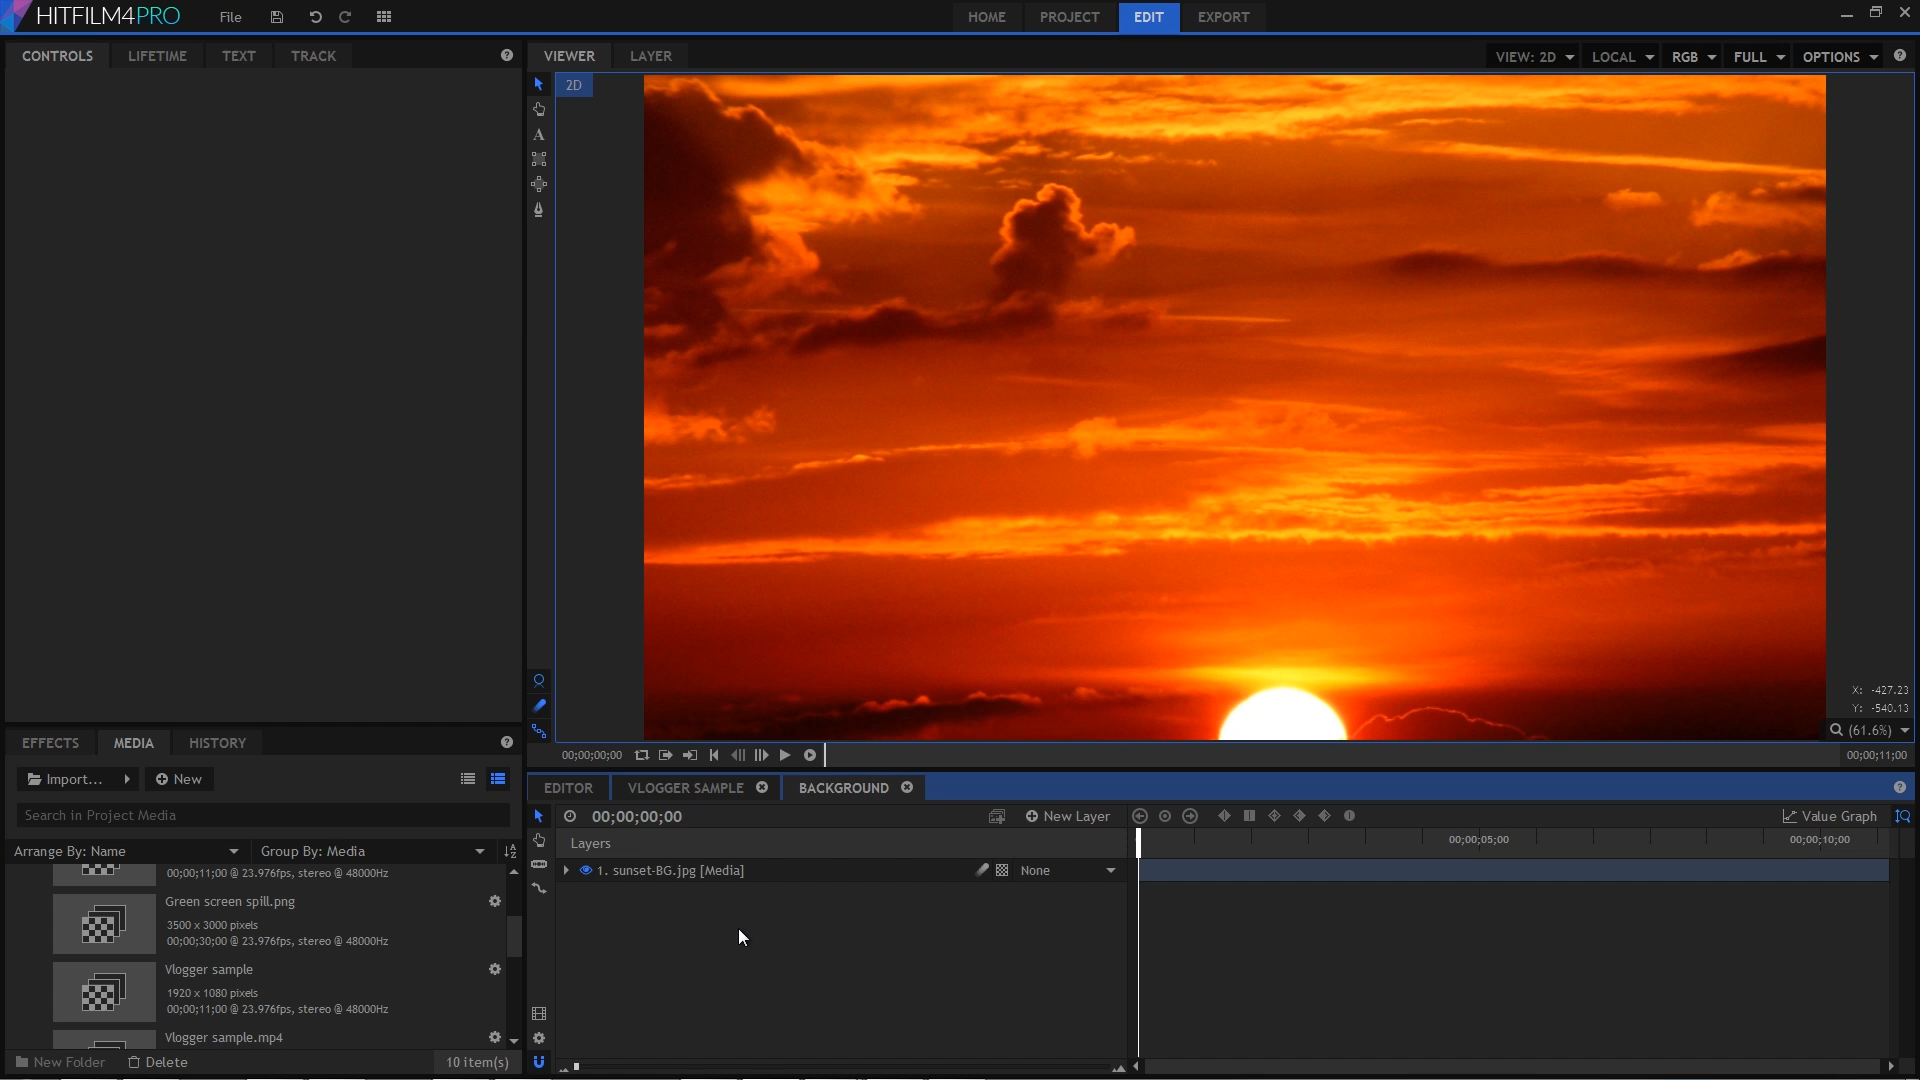 HITFILM4PRO File HOME PROJECT EDIT EXPORT
CONTROLS LIFETIME TEXT TRACK
VIEWER LAYER VIEW: 2D LOCAL RGB FULL OPTIONS
2D
A
X: -427.23
Y: -540.13
(61.6%)
00;00;00;00 00;00;11;00
EFFECTS MEDIA HISTORY
Import... New
Search in Project Media
Arrange By: Name Group By: Media
00;00;11;00 @ 23.976fps, stereo @ 48000Hz
Green screen spill.png
3500 x 3000 pixels
00;00;30;00 @ 23.976fps, stereo @ 48000Hz
Vlogger sample
1920 x 1080 pixels
00;00;11;00 @ 23.976fps, stereo @ 48000Hz
Vlogger sample.mp4
New Folder Delete 10 item(s)
EDITOR VLOGGER SAMPLE BACKGROUND
00;00;00;00 New Layer Value Graph
Layers 00;00;05;00 00;00;10;00
1. sunset-BG.jpg [Media] None